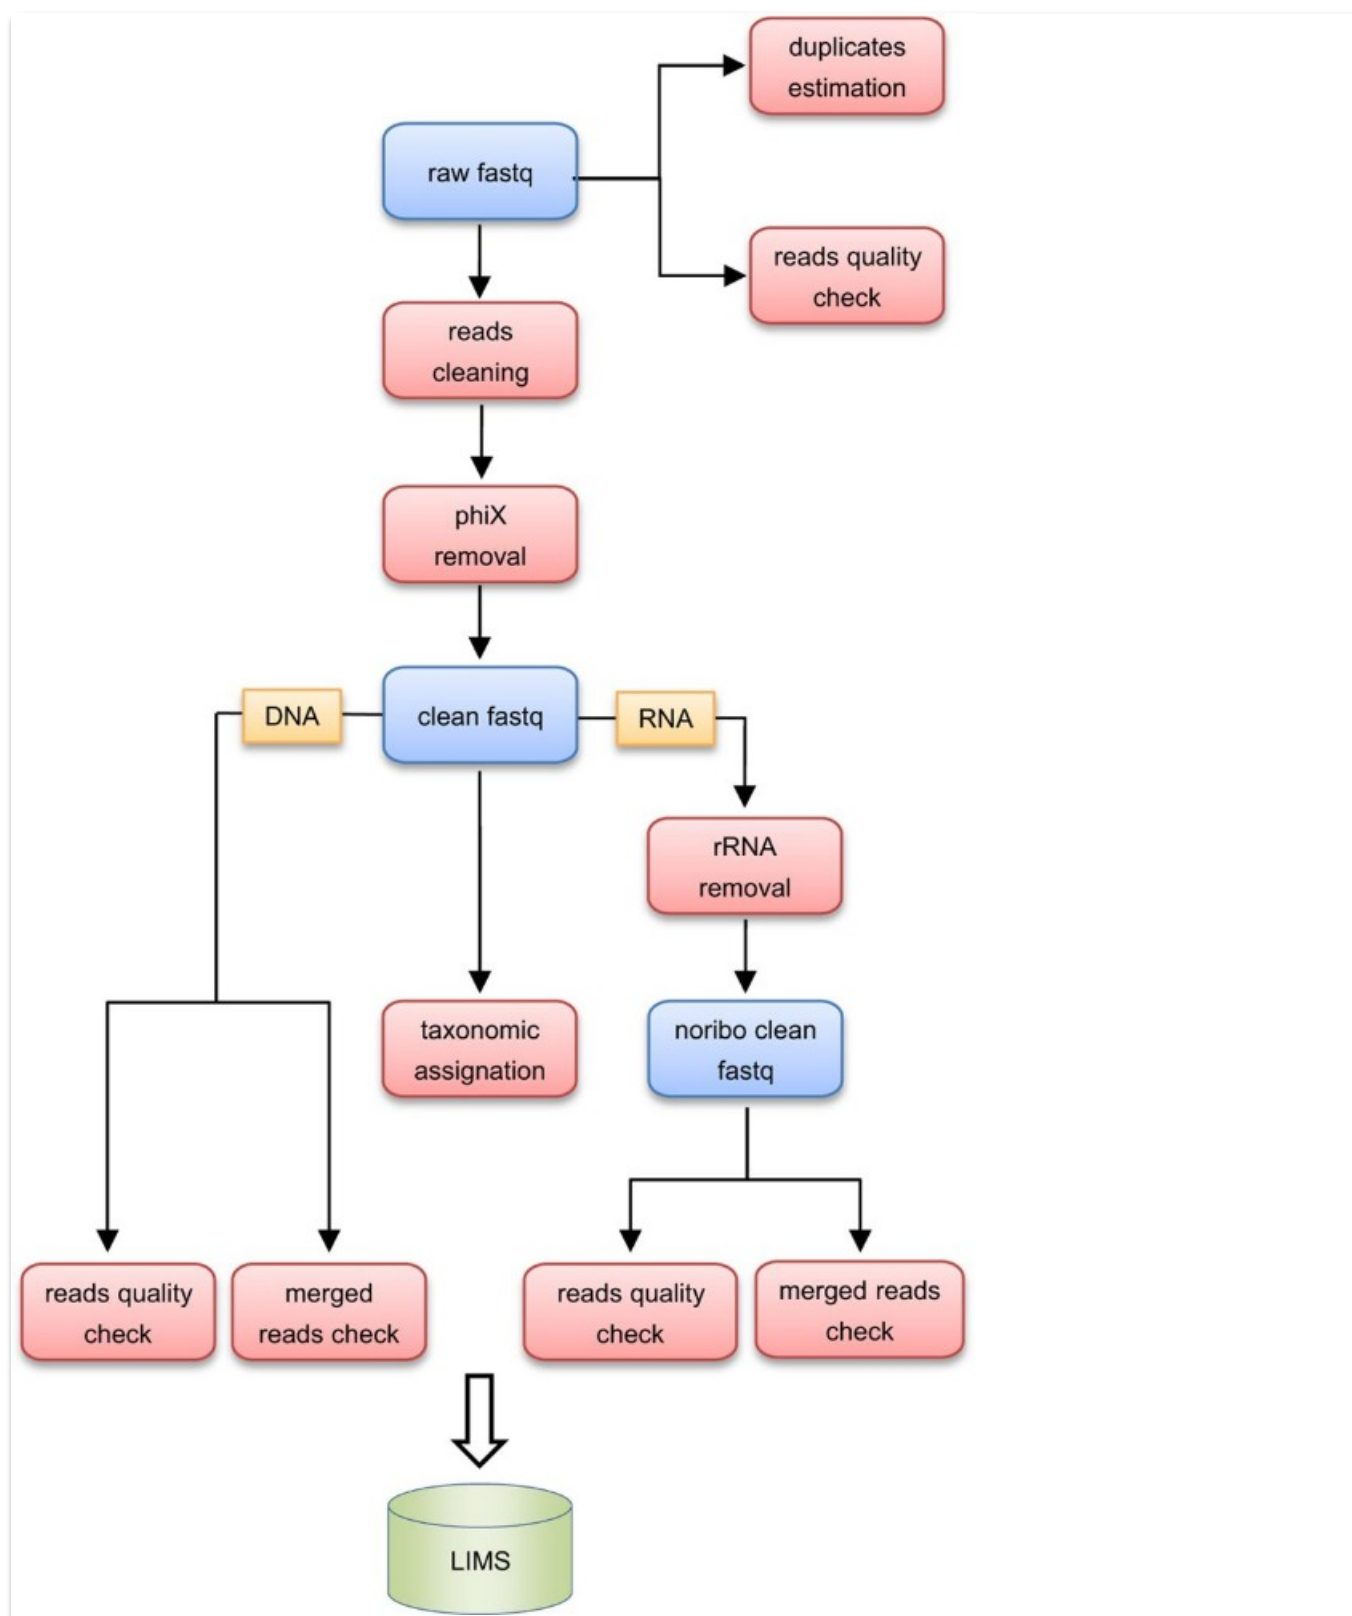 duplicates
estimation
raw fastq
reads quality
check
reads
cleaning
phiX
removal
DNA
clean fastq
RNA
rRNA
removal
taxonomic
assignation
noribo clean
fastq
reads quality
check
merged
reads check
reads quality
check
merged reads
check
LIMS